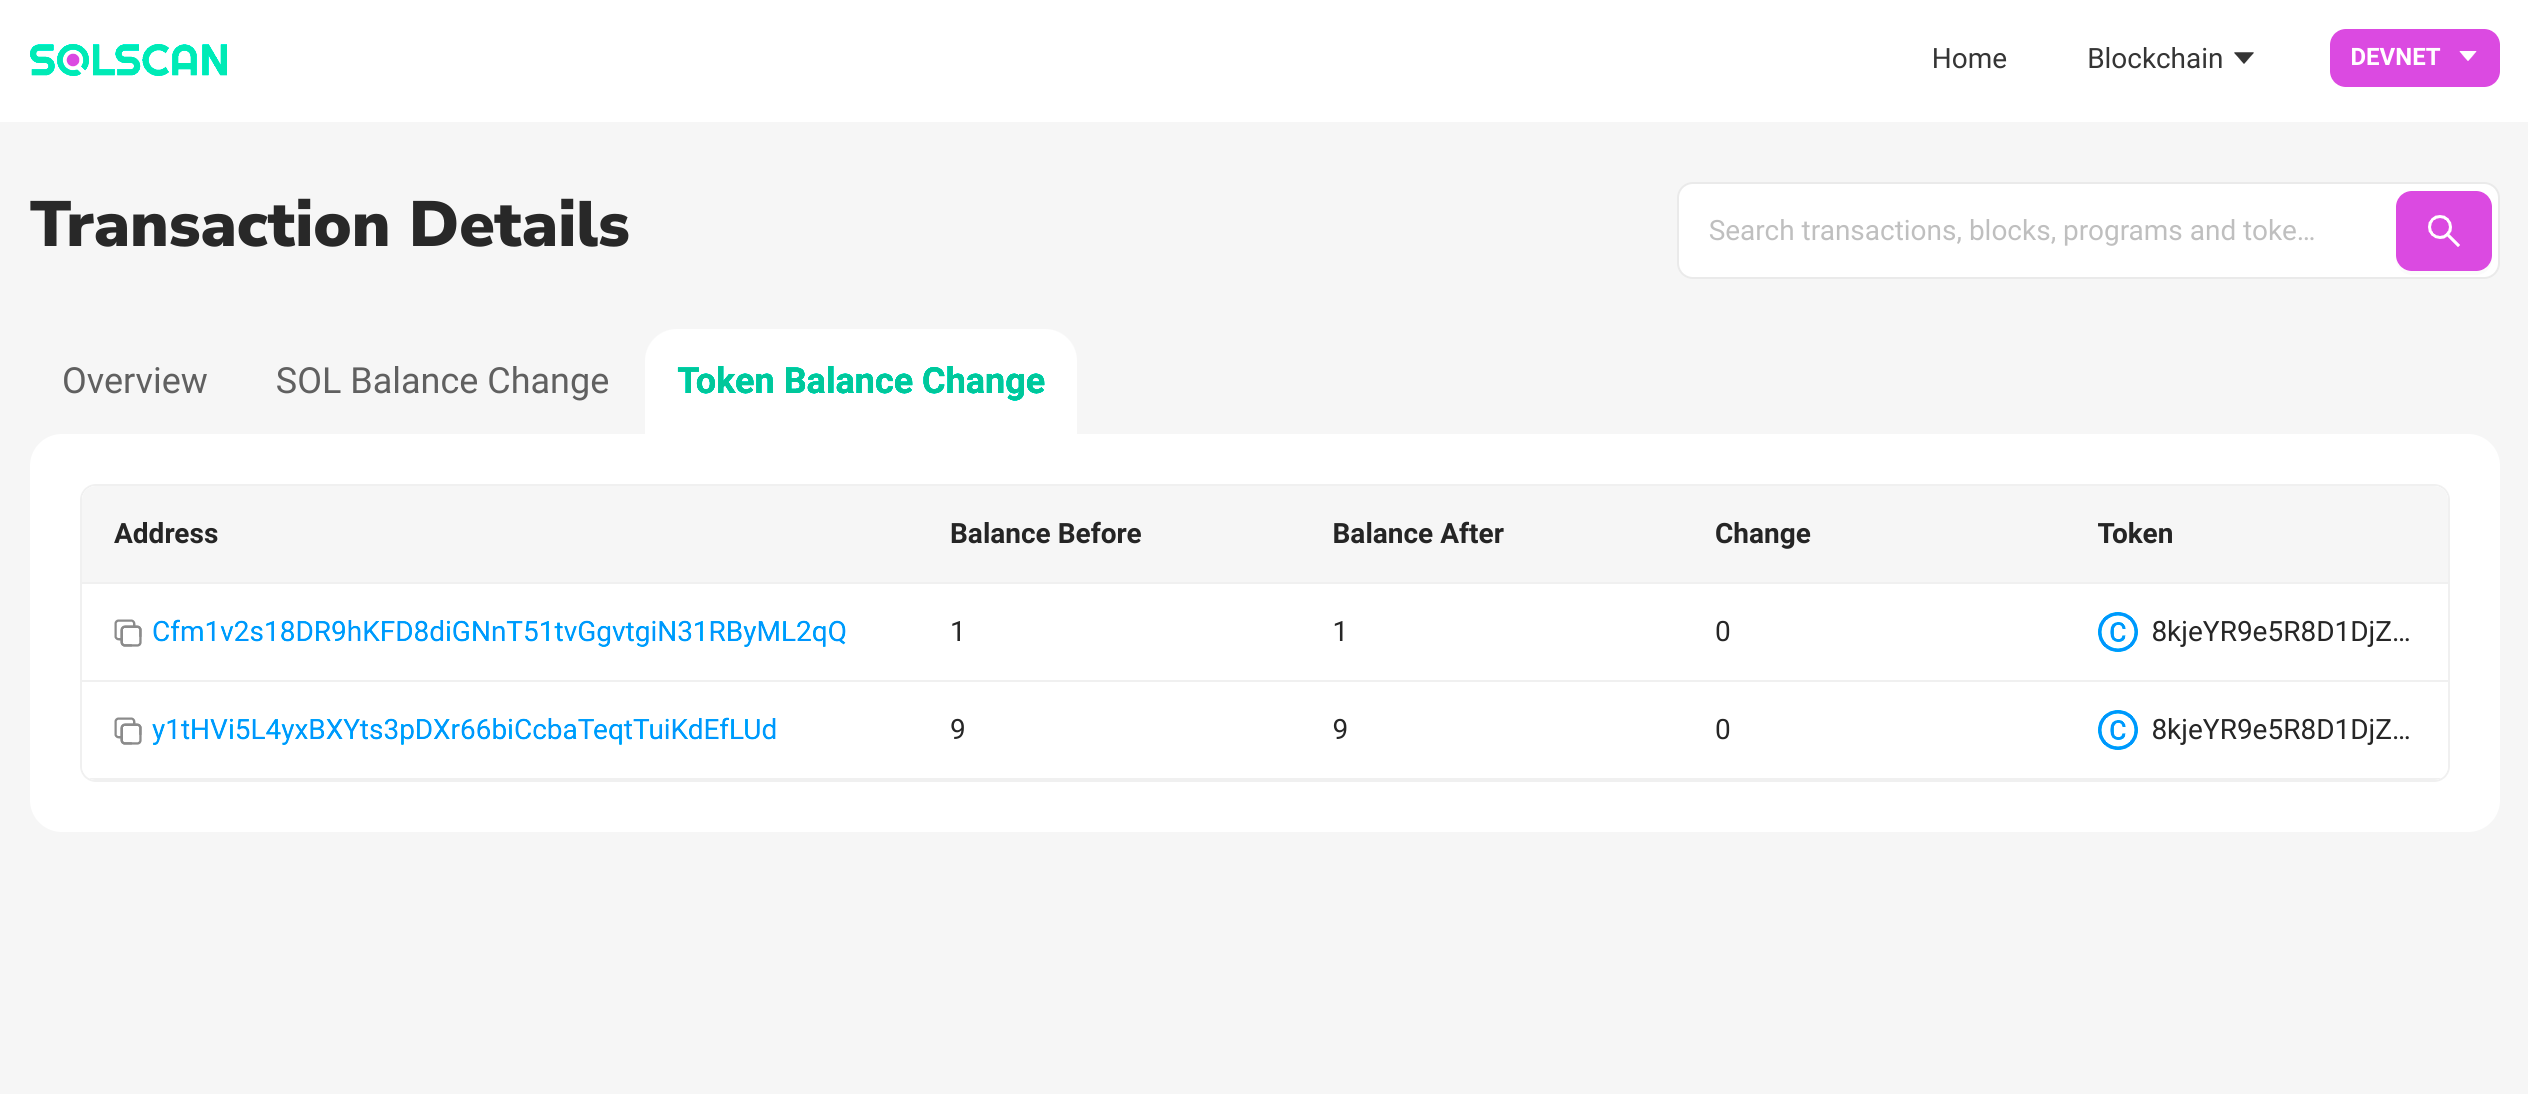 SOLSCAN
Home Blockchain DEVNET
Transaction Details
Search transactions, blocks, programs and toke...
Overview SOL Balance Change Token Balance Change
Address Balance Before Balance After Change Token
Cfm1v2s18DR9hKFD8diGNnT51tvGgvtgiN31RByML2qQ 1 1 0 C 8kjeYR9e5R8D1DjZ...
y1tHVi5L4yxBXYts3pDXr66biCcbaTeqtTuiKdEfLUd 9 9 0 C 8kjeYR9e5R8D1DjZ...